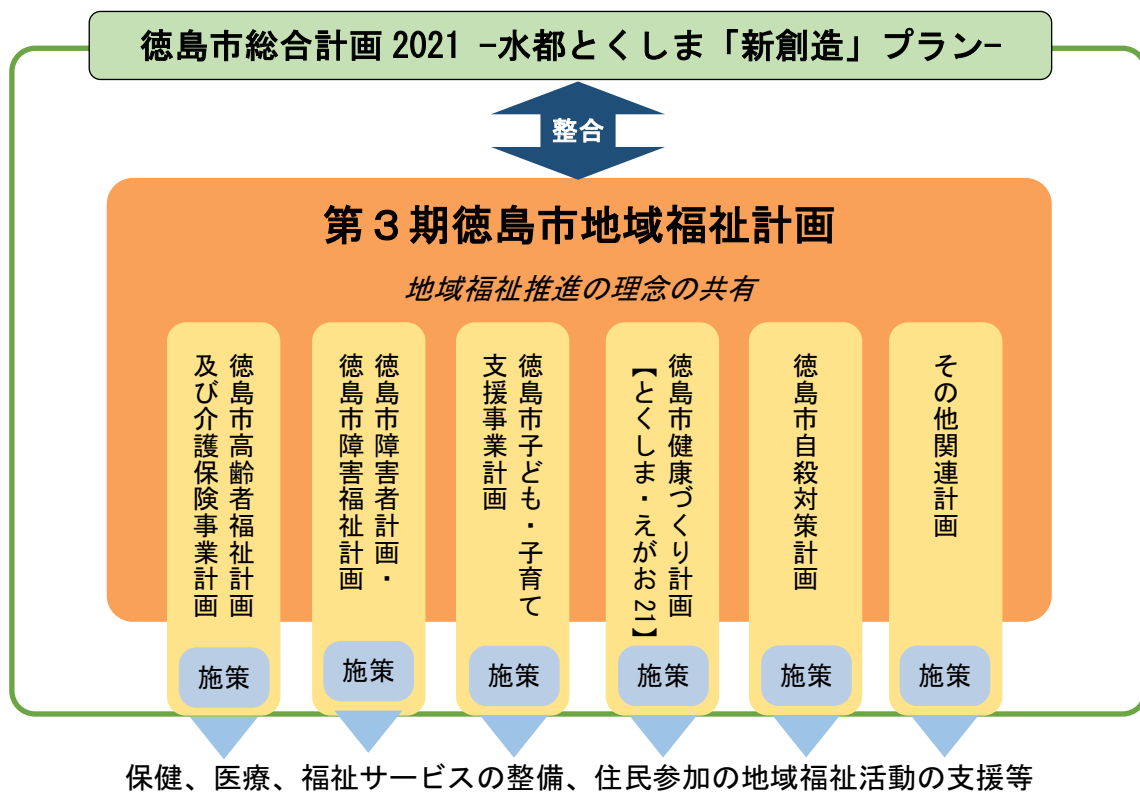 徳島市総合計画 2021 -水都とくしま「新創造」プラン-
整合
第３期徳島市地域福祉計画
地域福祉推進の理念の共有
徳島市高齢者福祉計画
及び介護保険事業計画
徳島市障害者計画・
徳島市障害福祉計画
徳島市子ども・子育て
支援事業計画
徳島市健康づくり計画
【とくしま・えがお 21】
徳島市自殺対策計画
その他関連計画
施策
施策
施策
施策
施策
施策
保健、医療、福祉サービスの整備、住民参加の地域福祉活動の支援等